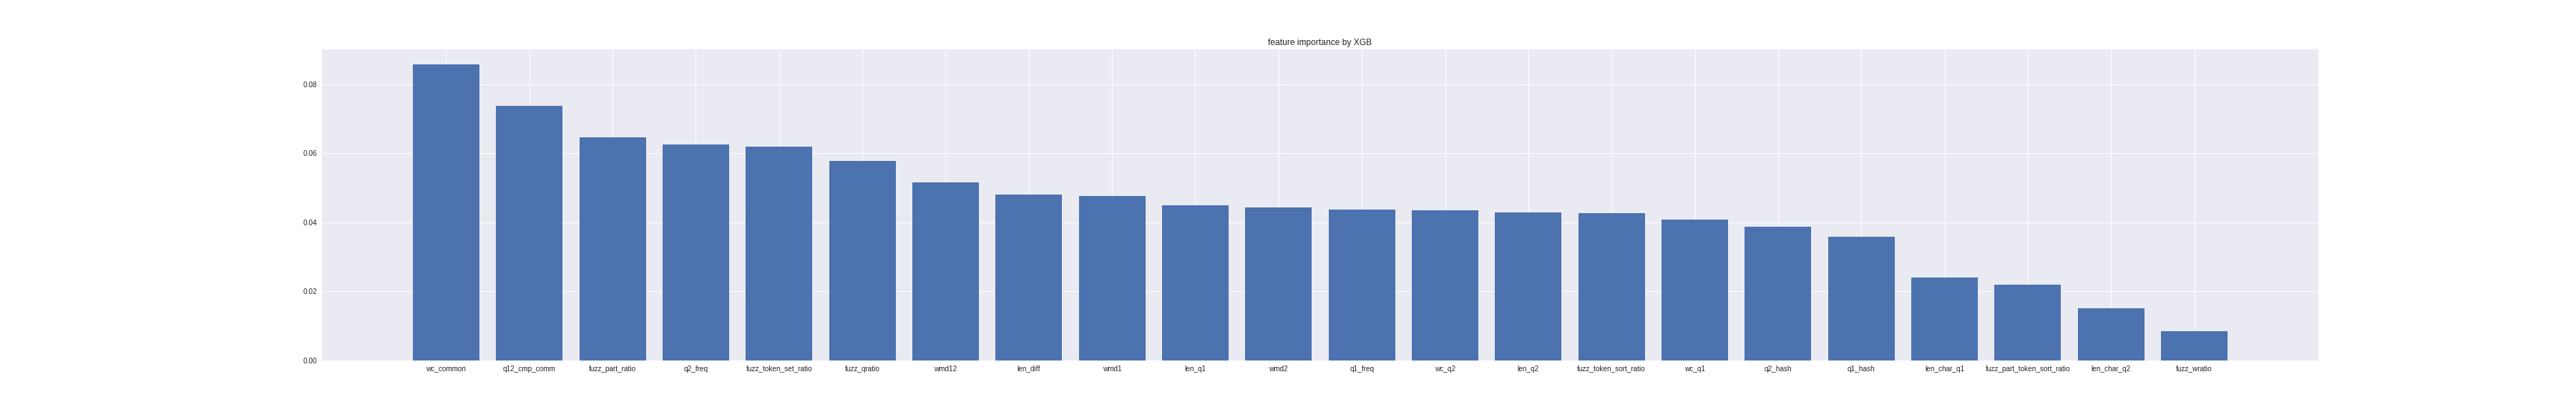 feature importance by XGB
0.08
0.06
0.04
0.02
0.00
wc_common q12_cmp_comm fuzz_part_ratio q2_freq fuzz_token_set_ratio fuzz_qratio wmd12 len_diff wmd1 len_q1 wmd2 q1_freq wc_q2 len_q2 fuzz_token_sort_ratio wc_q1 q2_hash q1_hash len_char_q1 fuzz_part_token_sort_ratio len_char_q2 fuzz_wratio